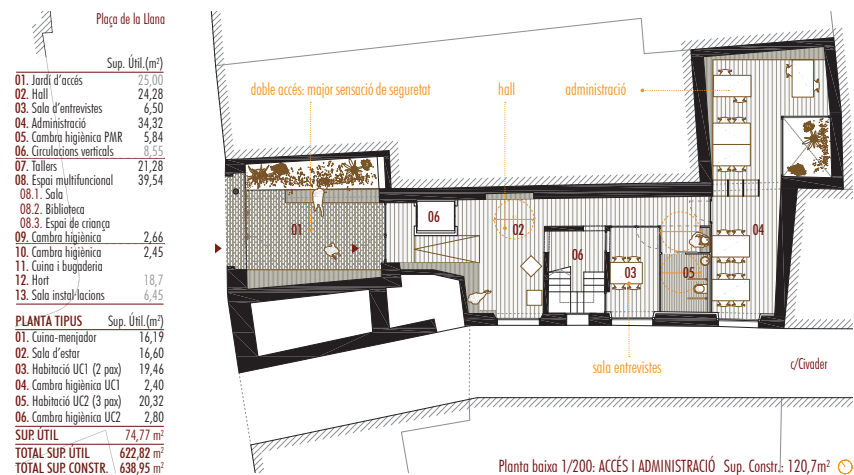 Plaça de la Llana
Sup. Útil.(m²)
01. Jardí d'accés 25,00
02. Hall 24,28
03. Sala d'entrevistes 6,50
04. Administració 34,32
05. Cambra higiènica PMR 5,84
06. Circulacions verticals 8,55
07. Tallers 21,28
08. Espai multifuncional 39,54
08.1. Sala
08.2. Biblioteca
08.3. Espai de criança
09. Cambra higiènica 2,66
10. Cambra higiènica 2,45
11. Cuina i bugaderia
12. Hort 18,7
13. Sala instal·lacions 6,45
PLANTA TIPUS Sup. Útil.(m²)
01. Cuina-menjador 16,19
02. Sala d'estar 16,60
03. Habitació UC1 (2 pax) 19,46
04. Cambra higiènica UC1 2,40
05. Habitació UC2 (3 pax) 20,32
06. Cambra higiènica UC2 2,80
SUP. ÚTIL 74,77 m²
TOTAL SUP. ÚTIL 622,82 m²
TOTAL SUP. CONSTR. 638,95 m²
doble accés: major sensació de seguretat
hall
administració
01
06
02
06
03
05
04
sala entrevistes
c/Civader
Planta baixa 1/200: ACCÉS I ADMINISTRACIÓ Sup. Constr.: 120,7m²